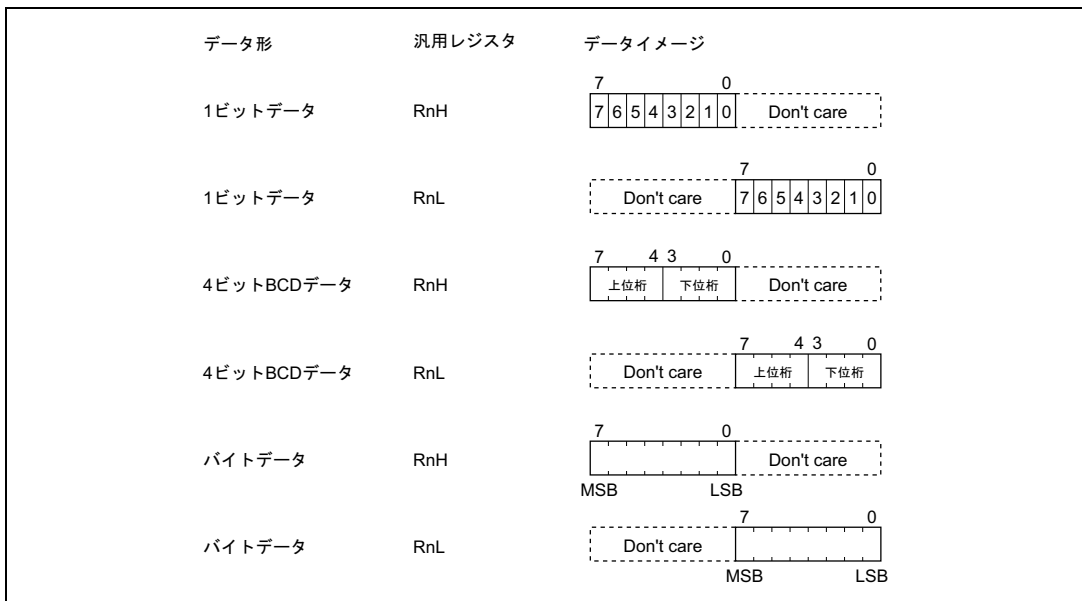 データ形 汎用レジスタ データイメージ
7 0
1ビットデータ RnH 7 6 5 4 3 2 1 0 Don't care
7 0
1ビットデータ RnL Don't care 7 6 5 4 3 2 1 0
7 4 3 0
4ビットBCDデータ RnH 上位桁 下位桁 Don't care
7 4 3 0
4ビットBCDデータ RnL Don't care 上位桁 下位桁
7 0
バイトデータ RnH Don't care
MSB LSB
7 0
バイトデータ RnL Don't care
MSB LSB